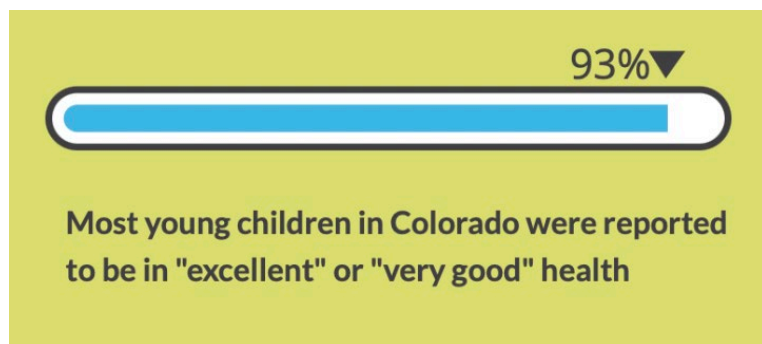 93%▼
Most young children in Colorado were reported
to be in "excellent" or "very good" health